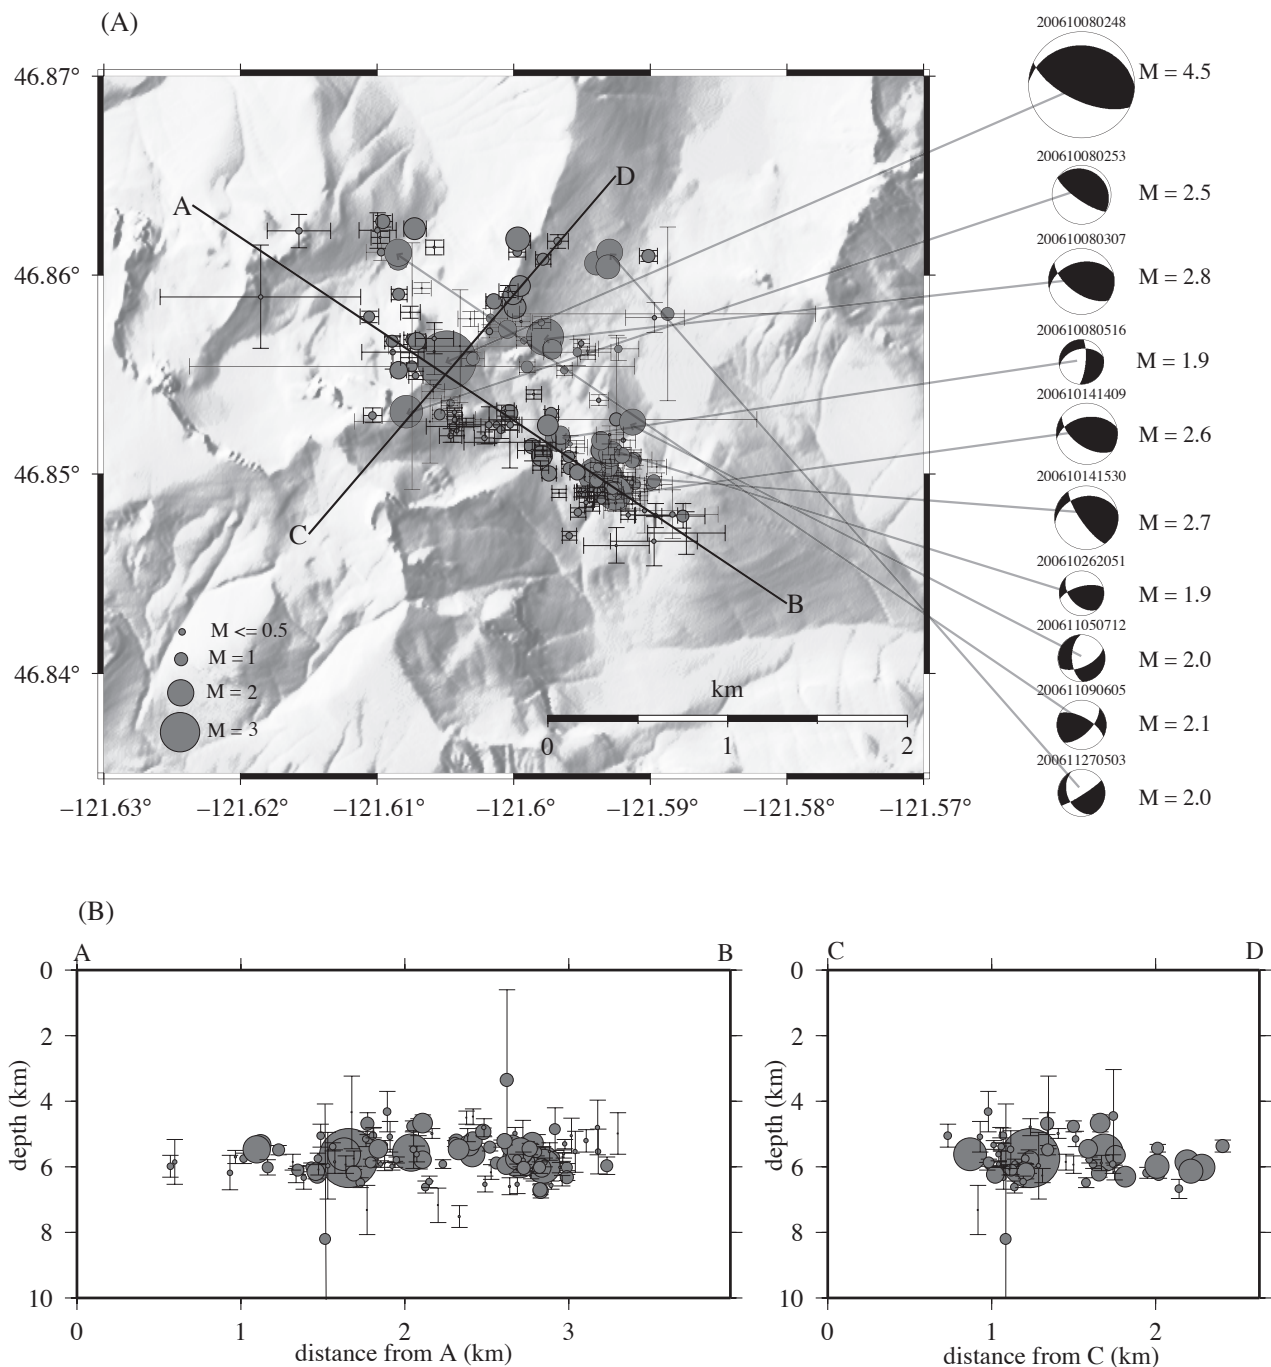 (A)
46.87°
46.86°
46.85°
46.84°
A
D
C
B
M <= 0.5
M = 1
M = 2
M = 3
km
0 1 2
−121.63° −121.62° −121.61° −121.6° −121.59° −121.58° −121.57°
200610080248
M = 4.5
200610080253
M = 2.5
200610080307
M = 2.8
200610080516
M = 1.9
200610141409
M = 2.6
200610141530
M = 2.7
200610262051
M = 1.9
200611050712
M = 2.0
200611090605
M = 2.1
200611270503
M = 2.0
(B)
A B
0
2
4
6
8
10
depth (km)
0 1 2 3
distance from A (km)
C D
0
2
4
6
8
10
depth (km)
0 1 2
distance from C (km)